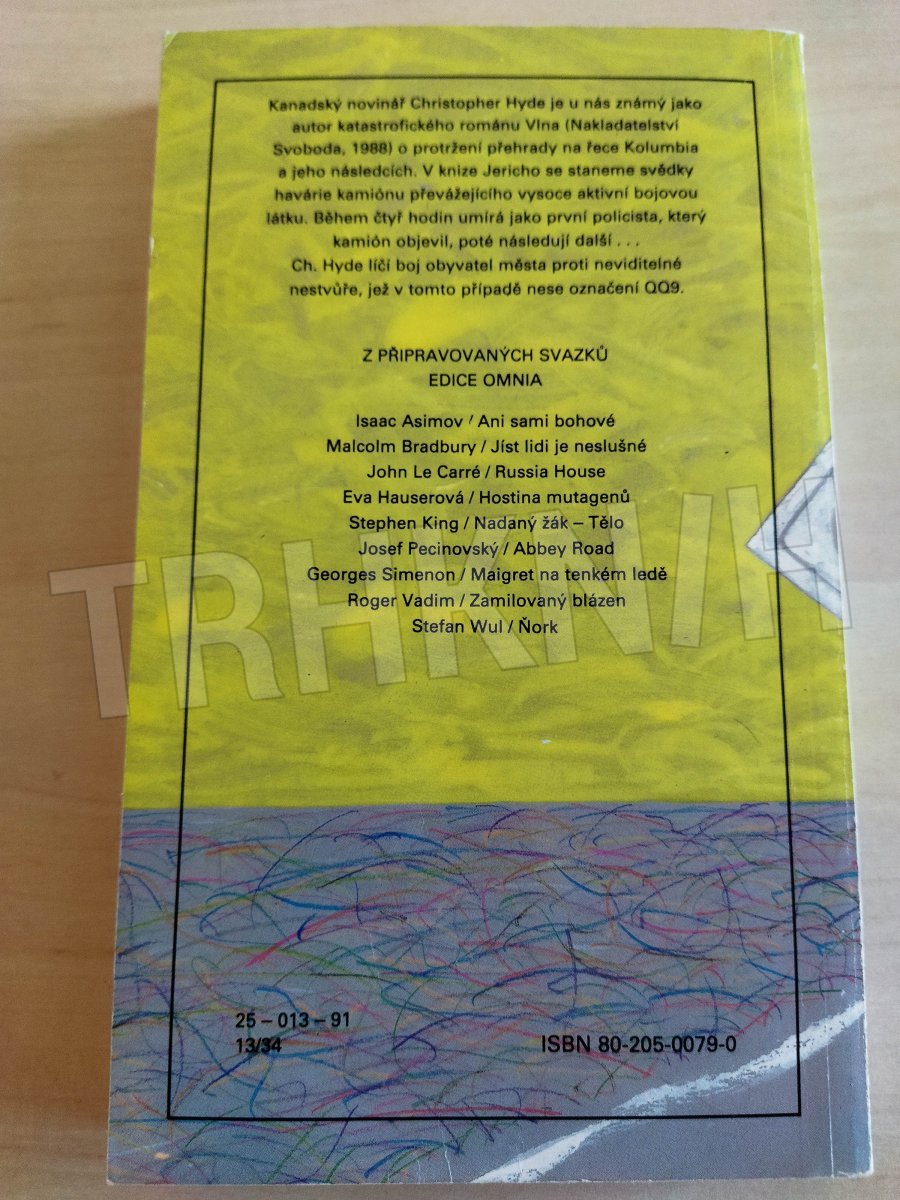 Kanadský novinář Christopher Hyde je u nás známý jako
autor katastrofického románu Vlna (Nakladatelství
Svoboda, 1988) o protržení přehrady na řece Kolumbia
a jeho následcích. V knize Jericho se staneme svědky
havárie kamiónu převážejícího vysoce aktivní bojovou
látku. Během čtyř hodin umírá jako první policista, který
kamión objevil, poté následují další . . .
Ch. Hyde líčí boj obyvatel města proti neviditelné
nestvůře, jež v tomto případě nese označení QQ9.
Z PŘIPRAVOVANÝCH SVAZKŮ
EDICE OMNIA
Isaac Asimov / Ani sami bohové
Malcolm Bradbury / Jíst lidi je neslušné
John Le Carré / Russia House
Eva Hauserová / Hostina mutagenů
Stephen King / Nadaný žák – Tělo
Josef Pecinovský / Abbey Road
Georges Simenon / Maigret na tenkém ledě
Roger Vadim / Zamilovaný blázen
Stefan Wul / Ňork
TRHKNIH
25 – 013 – 91
13/34
ISBN 80-205-0079-0